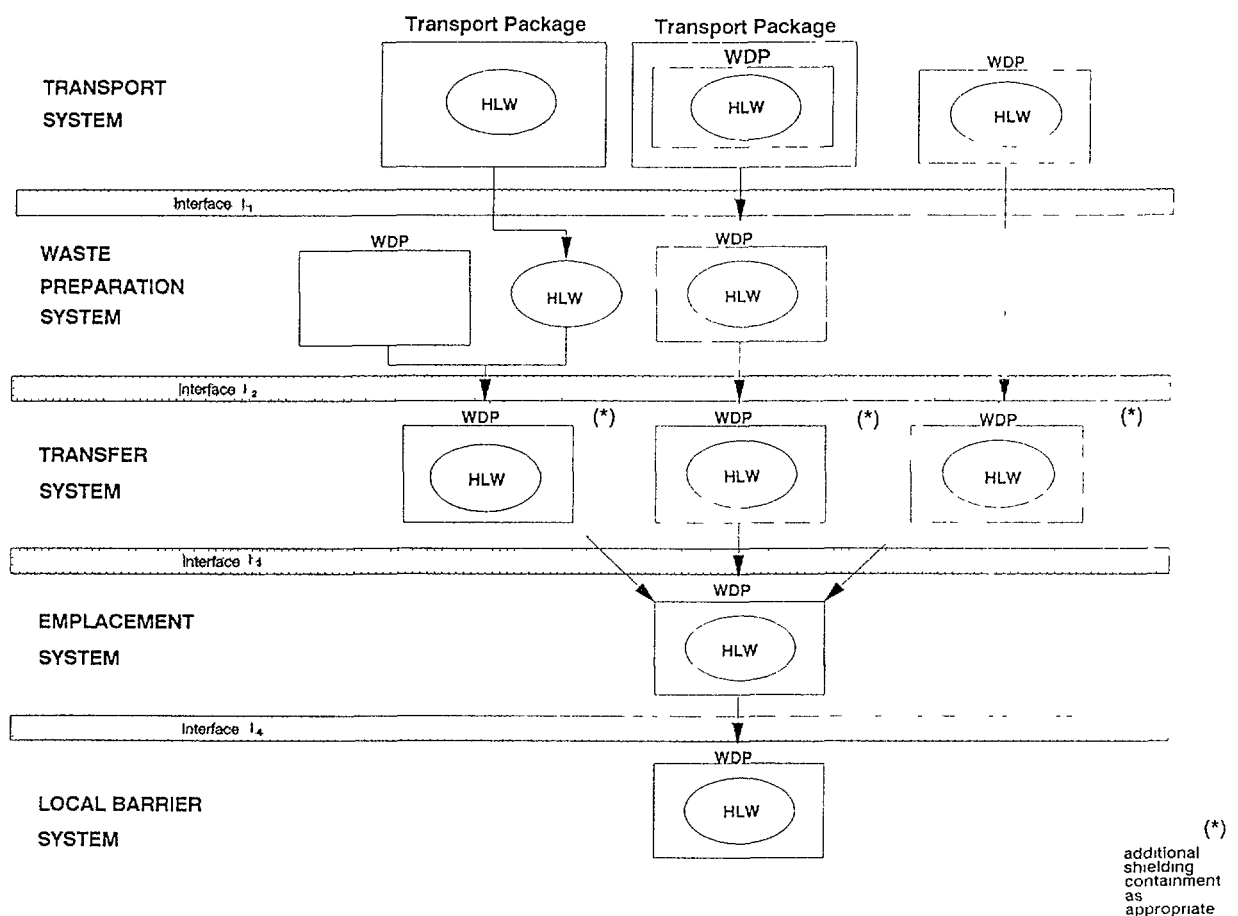 Transport Package
Transport Package
WDP
WDP
TRANSPORT
SYSTEM
HLW
HLW
HLW
Interface I₁
WASTE
PREPARATION
SYSTEM
WDP
WDP
HLW
HLW
Interface I₂
WDP
(*)
WDP
(*)
WDP
(*)
TRANSFER
SYSTEM
HLW
HLW
HLW
Interface
WDP
EMPLACEMENT
SYSTEM
HLW
Interface I₄
WDP
LOCAL BARRIER
SYSTEM
HLW
(*)
additional
shielding
containment
as
appropriate